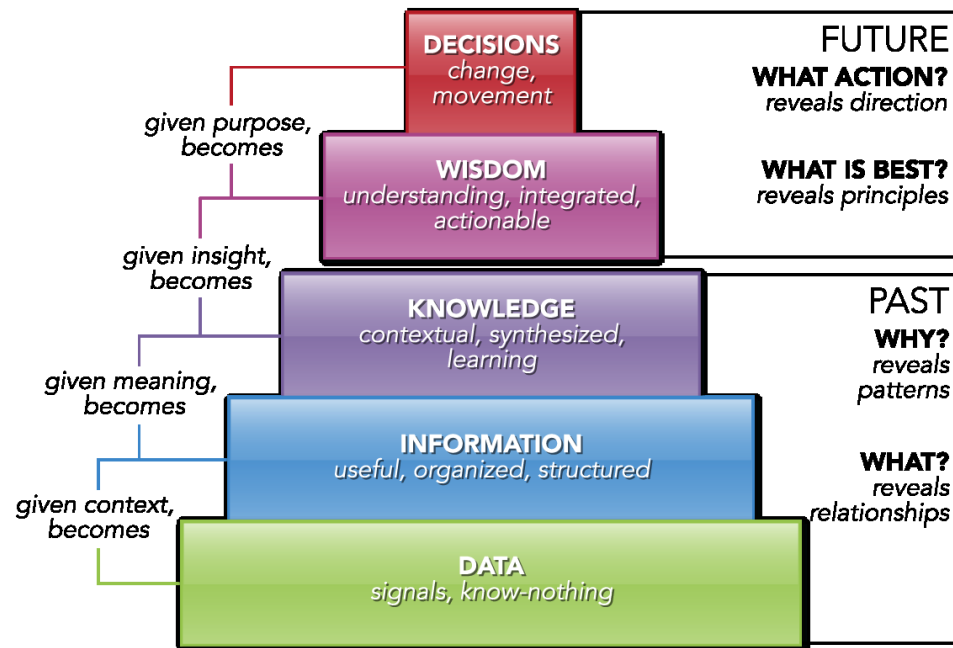 DECISIONS
change,
movement
FUTURE
WHAT ACTION?
reveals direction
given purpose,
becomes
WISDOM
understanding, integrated,
actionable
WHAT IS BEST?
reveals principles
given insight,
becomes
KNOWLEDGE
contextual, synthesized,
learning
PAST
WHY?
reveals
patterns
given meaning,
becomes
INFORMATION
useful, organized, structured
WHAT?
reveals
relationships
given context,
becomes
DATA
signals, know-nothing